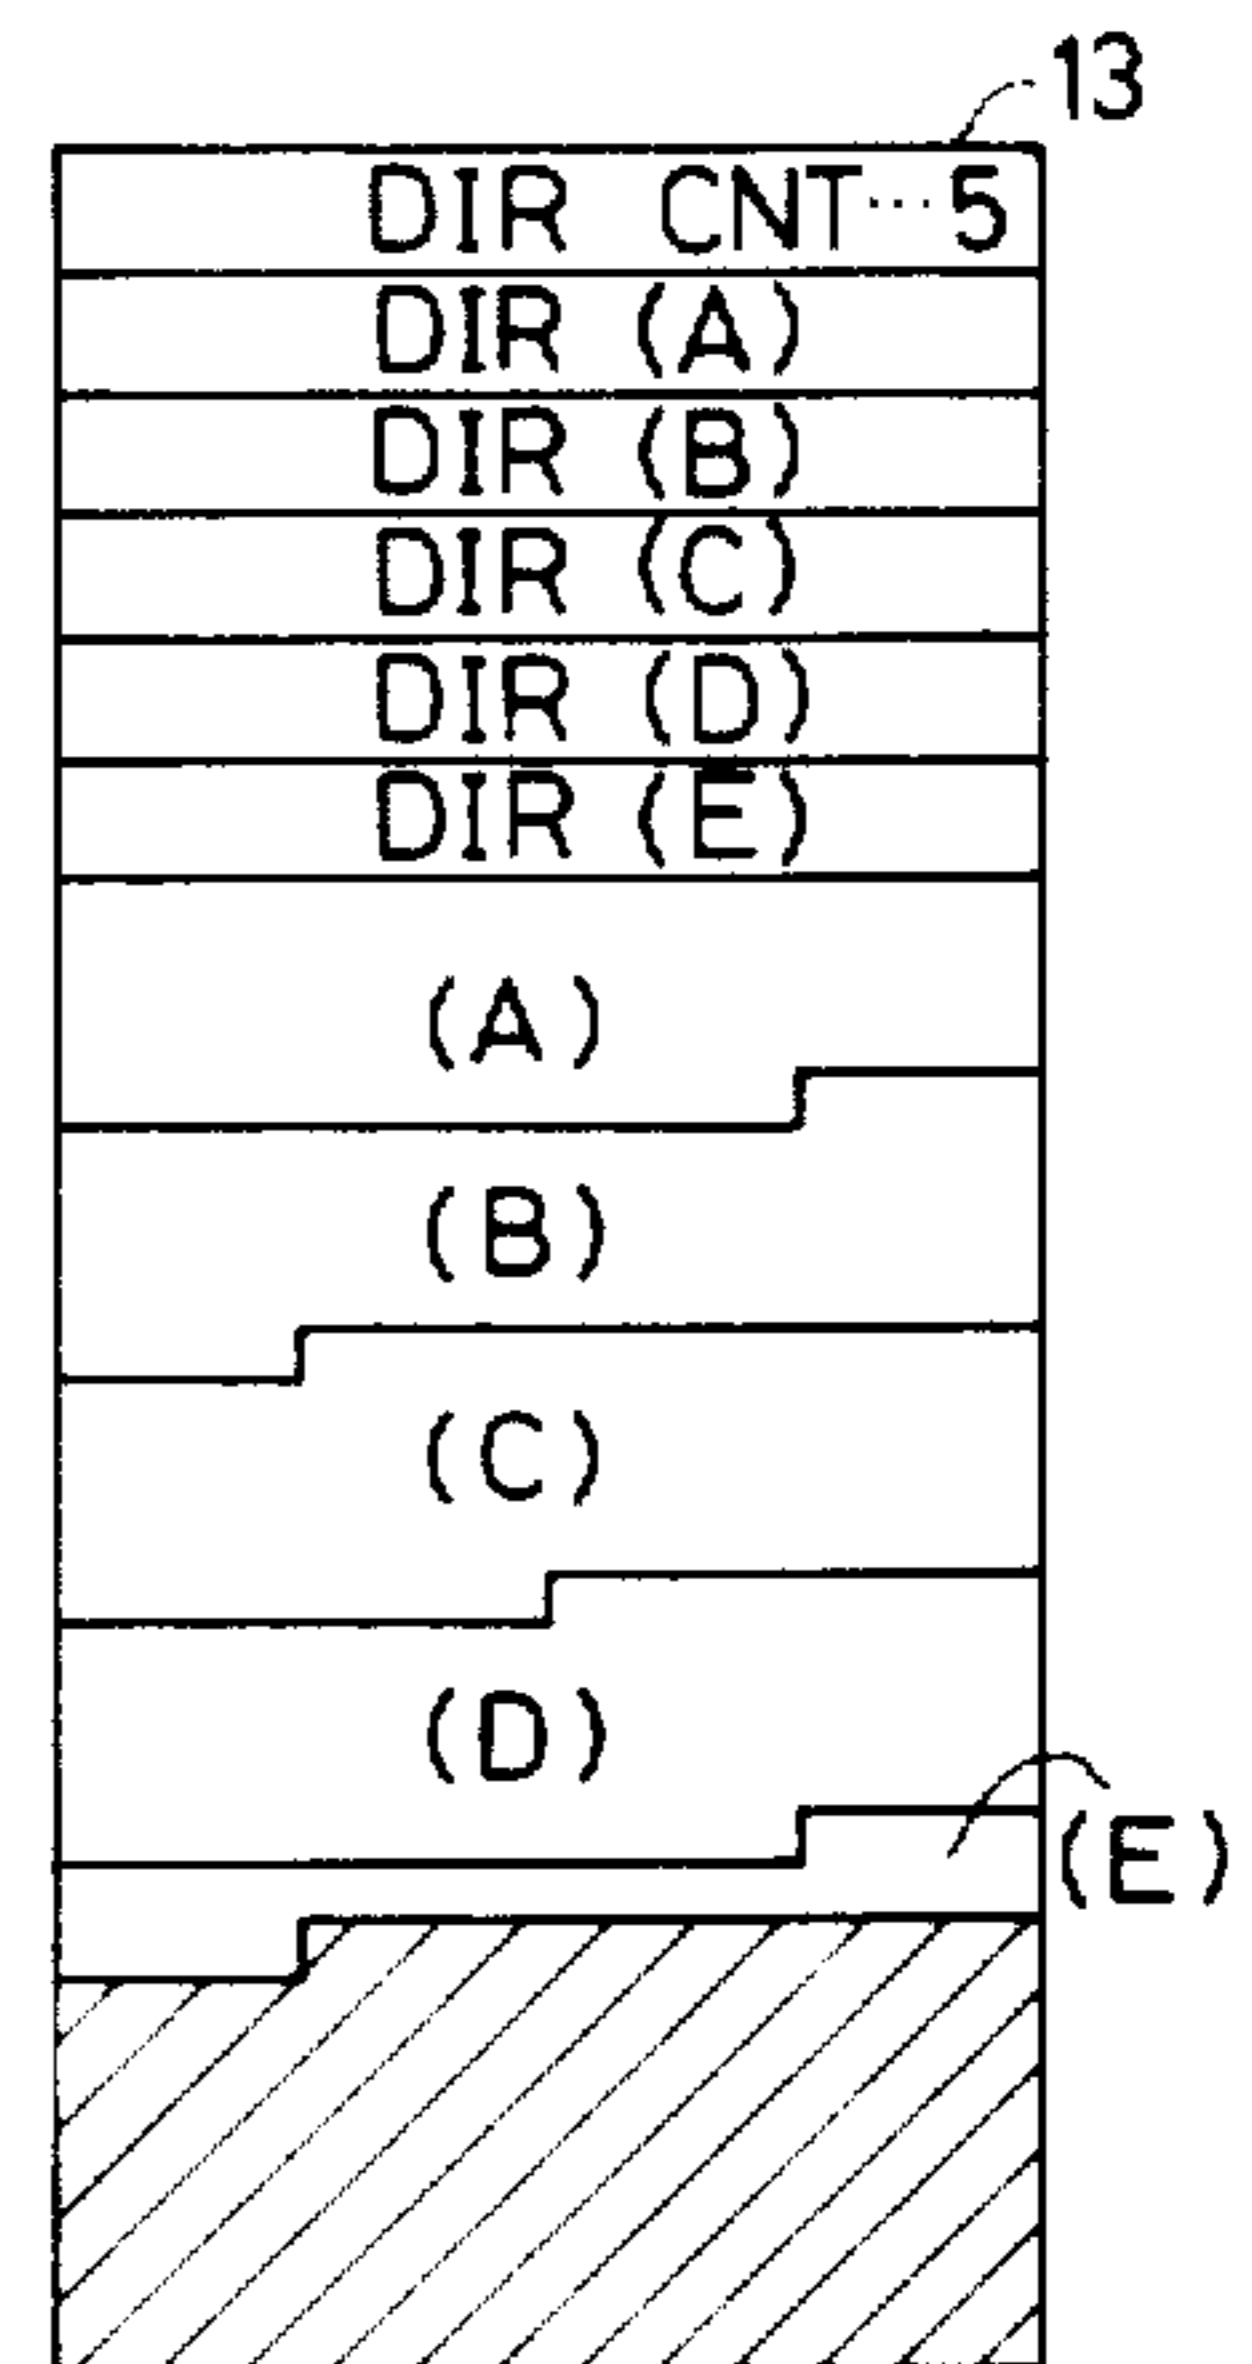 13
DIR CNT···5
DIR (A)
DIR (B)
DIR (C)
DIR (D)
DIR (E)
(A)
(B)
(C)
(D)
(E)